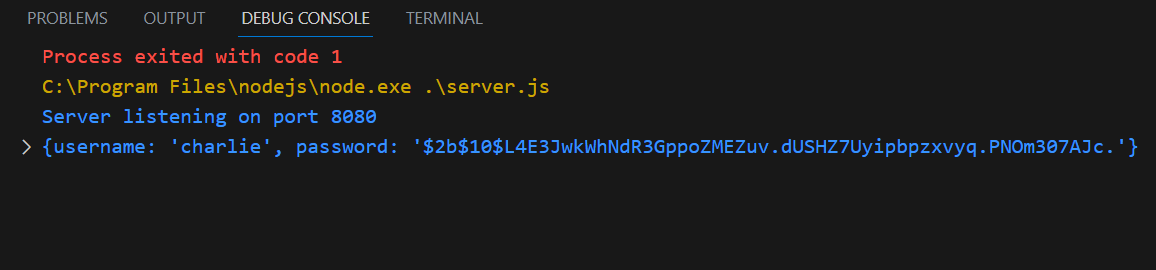 PROBLEMS OUTPUT DEBUG CONSOLE TERMINAL
Process exited with code 1
C:\Program Files\nodejs\node.exe .\server.js
Server listening on port 8080
{username: 'charlie', password: '$2b$10$L4E3JwkWhNdR3GppoZMEZuv.dUSHZ7Uyipbpzxvyq.PNOm307AJc.'}